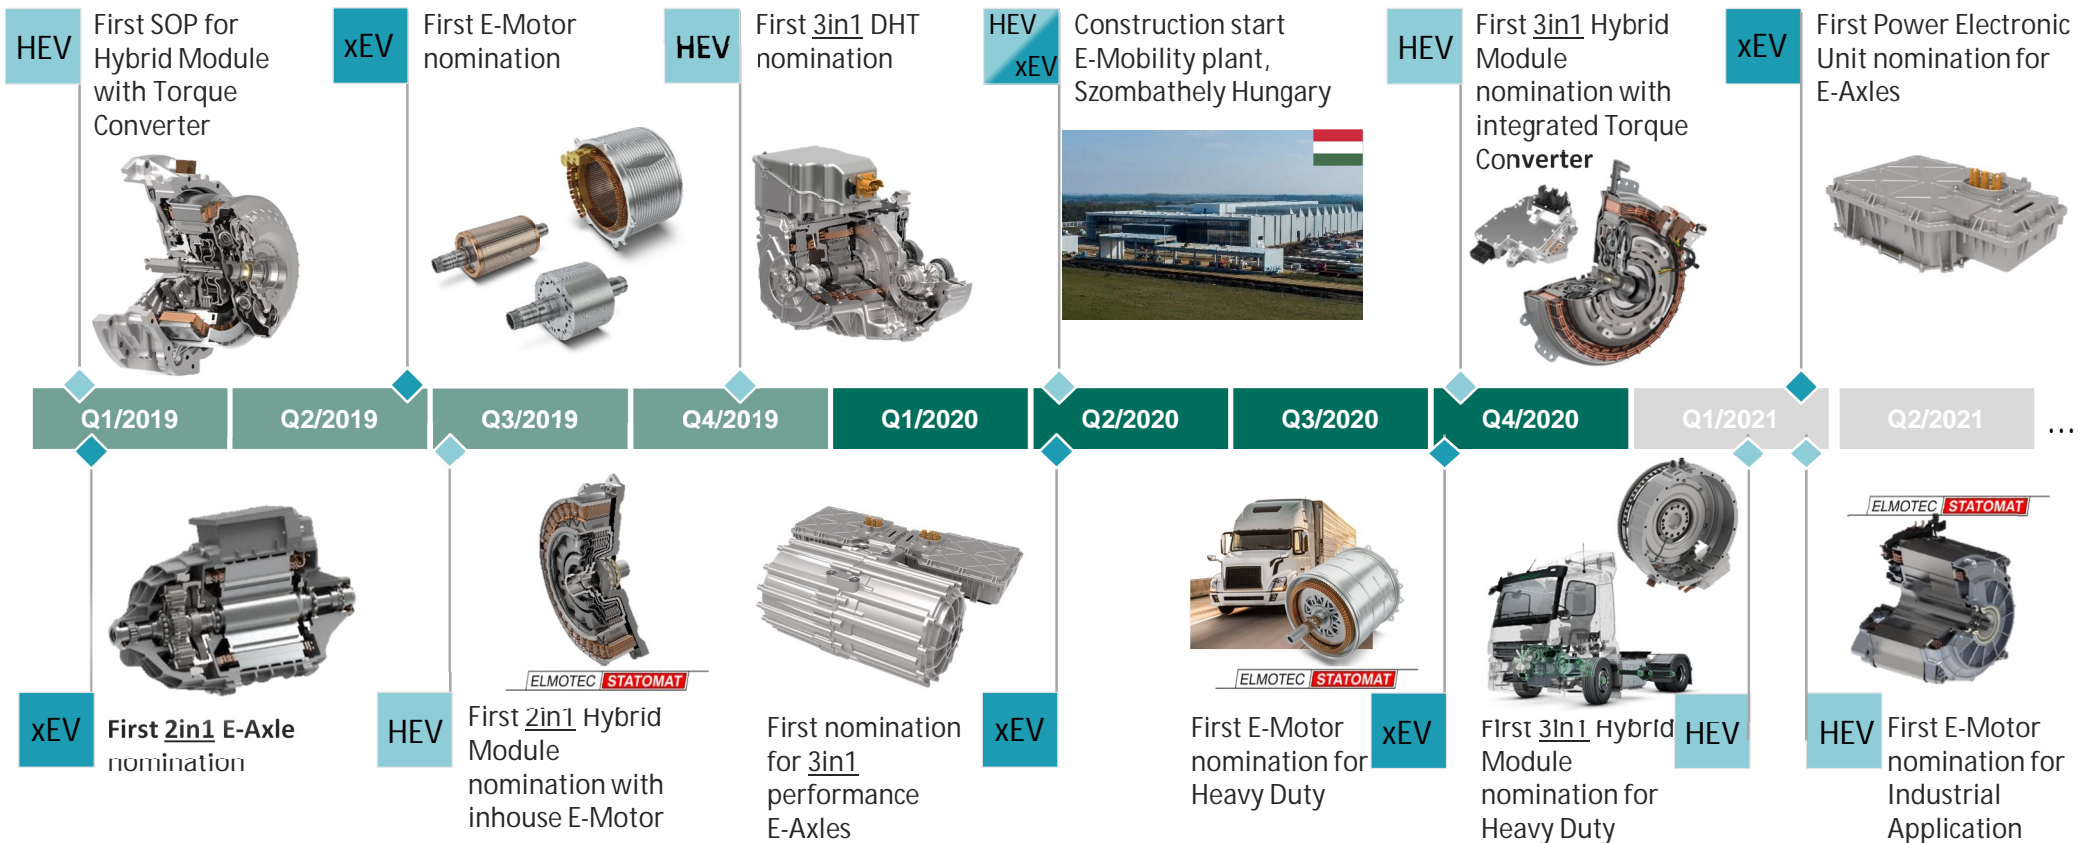 HEV
First SOP for
Hybrid Module
with Torque
Converter
xEV
First E-Motor
nomination
HEV
First 3in1 DHT
nomination
HEV
xEV
Construction start
E-Mobility plant,
Szombathely Hungary
HEV
First 3in1 Hybrid
Module
nomination with
integrated Torque
Converter
xEV
First Power Electronic
Unit nomination for
E-Axles
Q1/2019
Q2/2019
Q3/2019
Q4/2019
Q1/2020
Q2/2020
Q3/2020
Q4/2020
Q1/2021
Q2/2021
...
xEV
First 2in1 E-Axle
nomination
ELMOTEC STATOMAT
HEV
First 2in1 Hybrid
Module
nomination with
inhouse E-Motor
First nomination
for 3in1
performance
E-Axles
xEV
ELMOTEC STATOMAT
First E-Motor
nomination for
Heavy Duty
xEV
First 3in1 Hybrid
Module
nomination for
Heavy Duty
HEV
ELMOTEC STATOMAT
HEV
First E-Motor
nomination for
Industrial
Application